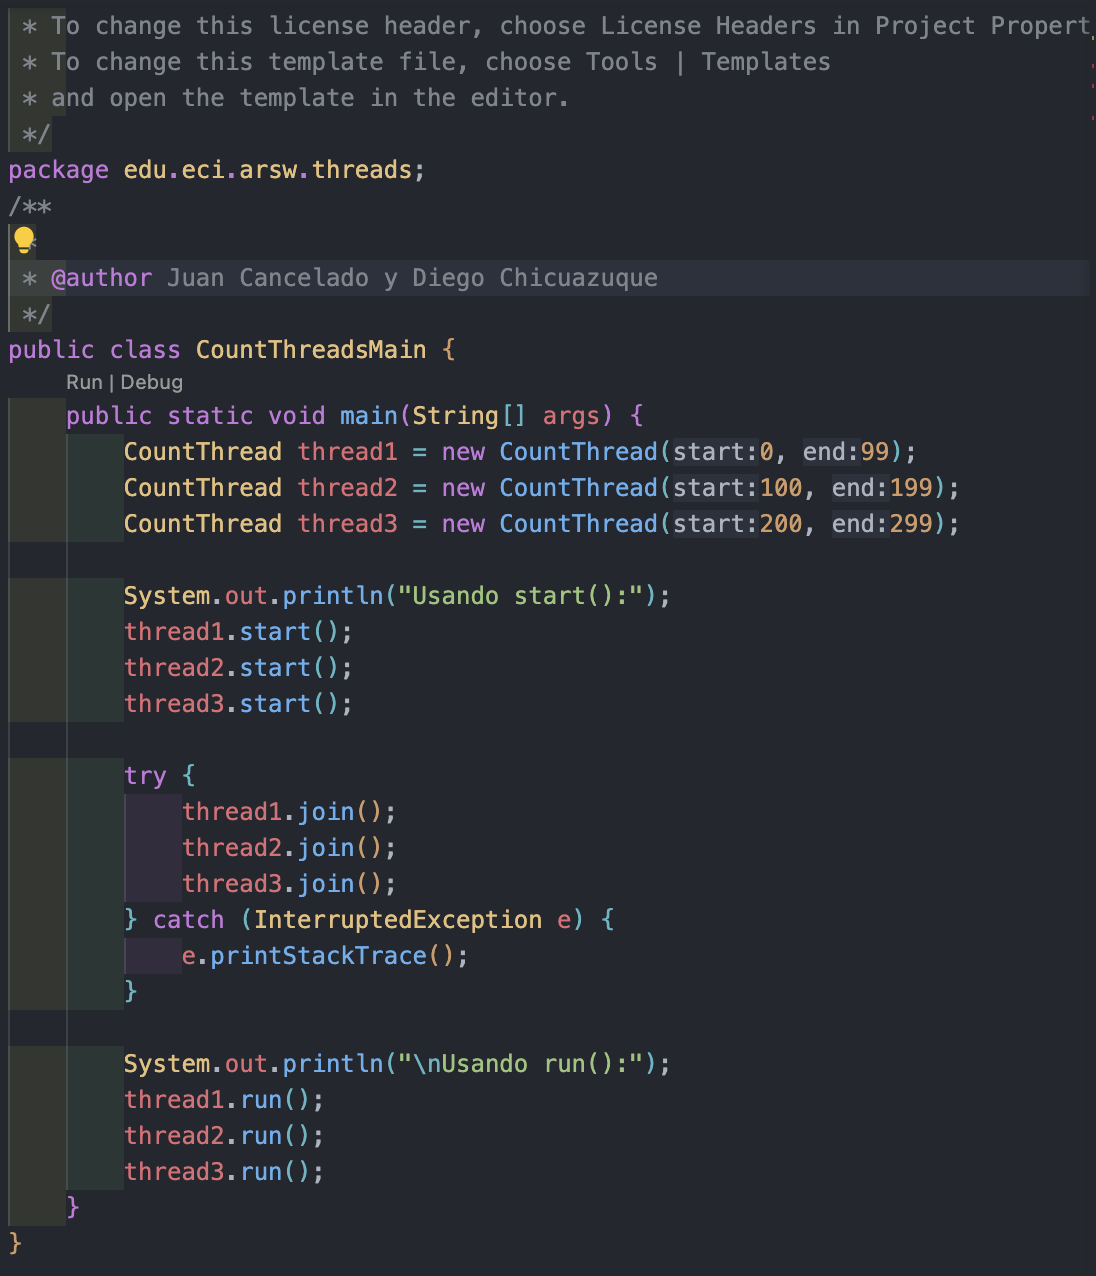 * To change this license header, choose License Headers in Project Propert
* To change this template file, choose Tools | Templates
* and open the template in the editor.
*/
package edu.eci.arsw.threads;
/**
*
* @author Juan Cancelado y Diego Chicuazuque
*/
public class CountThreadsMain {
Run | Debug
public static void main(String[] args) {
CountThread thread1 = new CountThread(start:0, end:99);
CountThread thread2 = new CountThread(start:100, end:199);
CountThread thread3 = new CountThread(start:200, end:299);
System.out.println("Usando start():");
thread1.start();
thread2.start();
thread3.start();
try {
thread1.join();
thread2.join();
thread3.join();
} catch (InterruptedException e) {
e.printStackTrace();
}
System.out.println("\nUsando run():");
thread1.run();
thread2.run();
thread3.run();
}
}